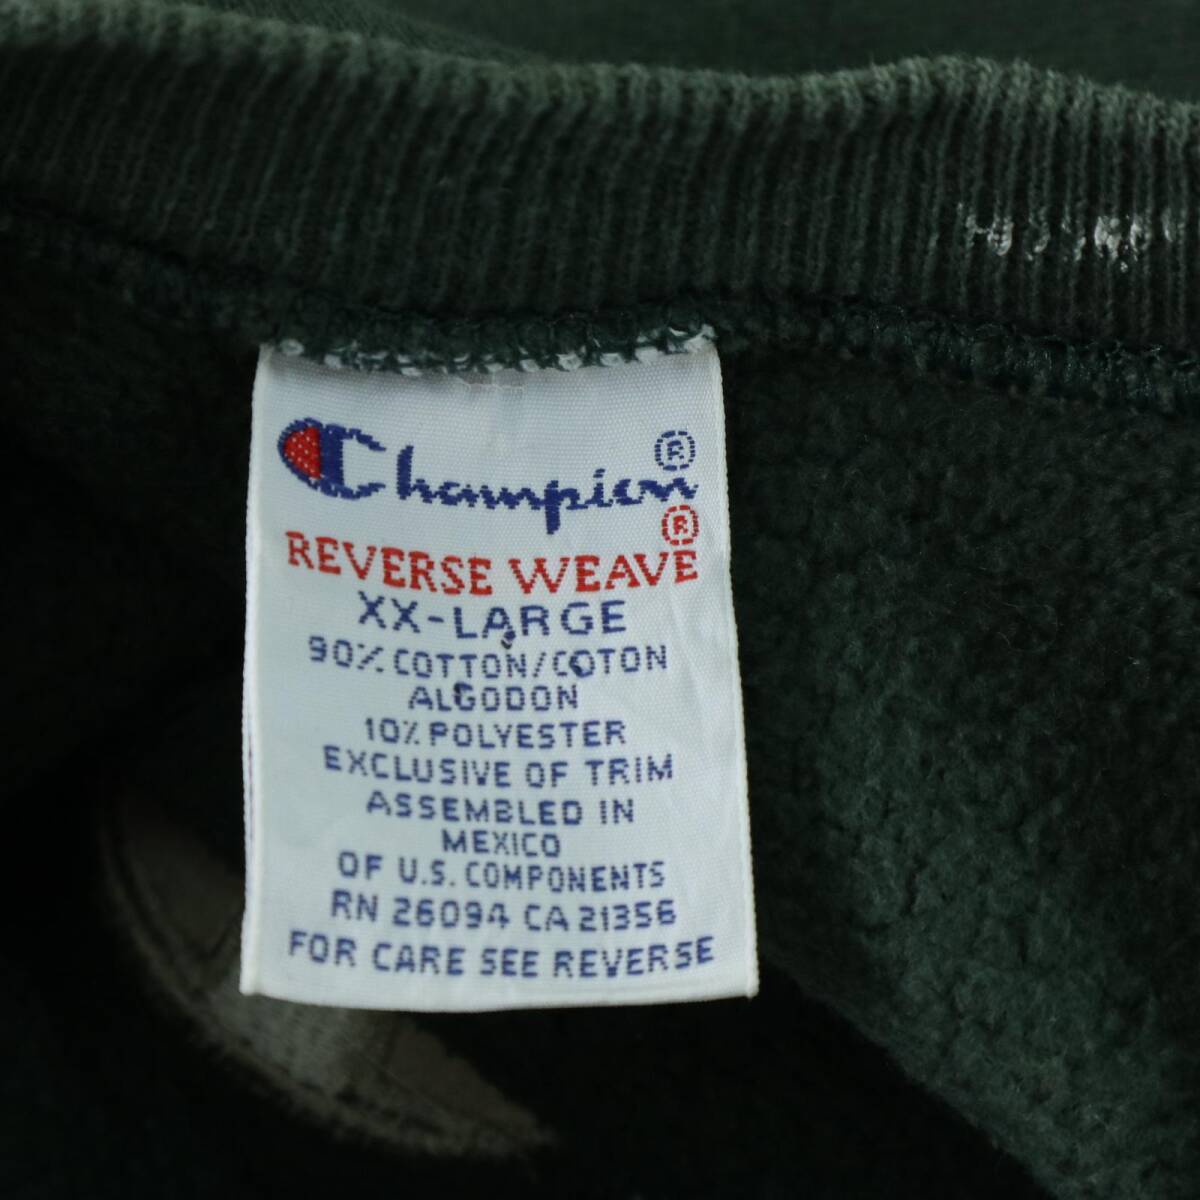 Champion®
REVERSE WEAVE®
XX-LARGE
90% COTTON/COTON
ALGODON
10% POLYESTER
EXCLUSIVE OF TRIM
ASSEMBLED IN
MEXICO
OF U.S. COMPONENTS
RN 26094 CA 21356
FOR CARE SEE REVERSE